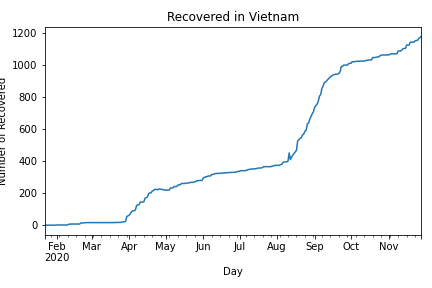 Recovered in Vietnam
Number of Recovered
1200
1000
800
600
400
200
0
Feb Mar Apr May Jun Jul Aug Sep Oct Nov
2020
Day